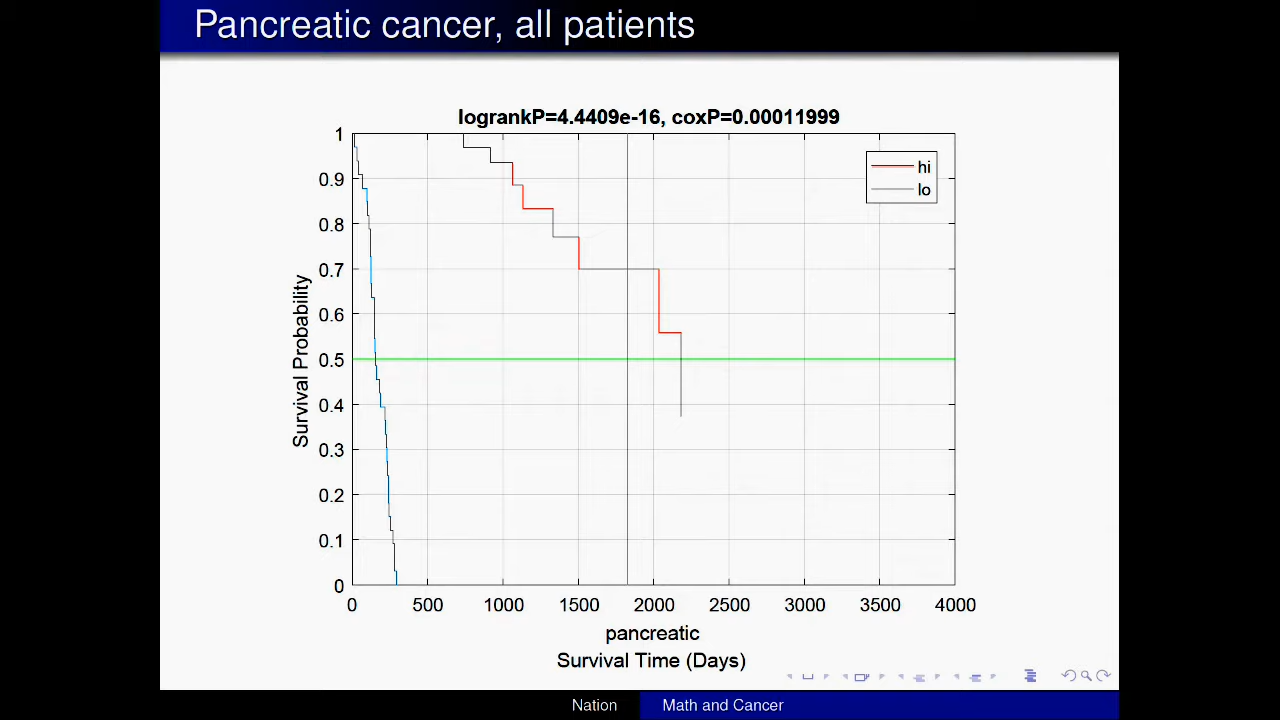 Pancreatic cancer, all patients
logrankP=4.4409e-16, coxP=0.00011999
hi
lo
1
0.9
0.8
0.7
0.6
0.5
0.4
0.3
0.2
0.1
0
Survival Probability
0 500 1000 1500 2000 2500 3000 3500 4000
pancreatic
Survival Time (Days)
Nation Math and Cancer